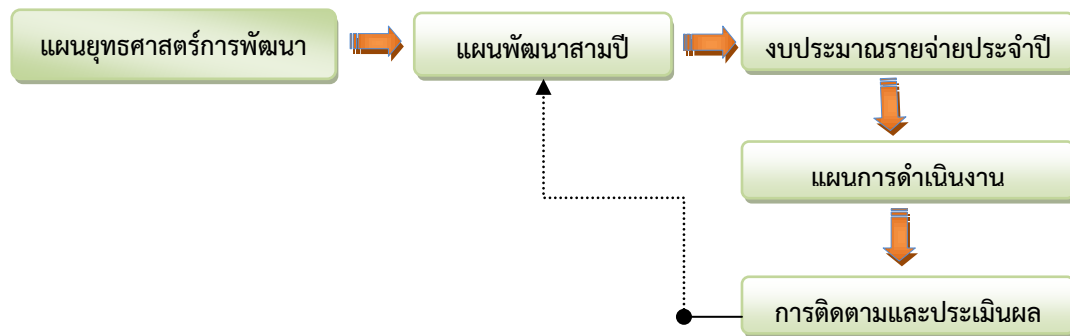 แผนยุทธศาสตร์การพัฒนา
แผนพัฒนาสามปี
งบประมาณรายจ่ายประจำปี
แผนการดำเนินงาน
การติดตามและประเมินผล